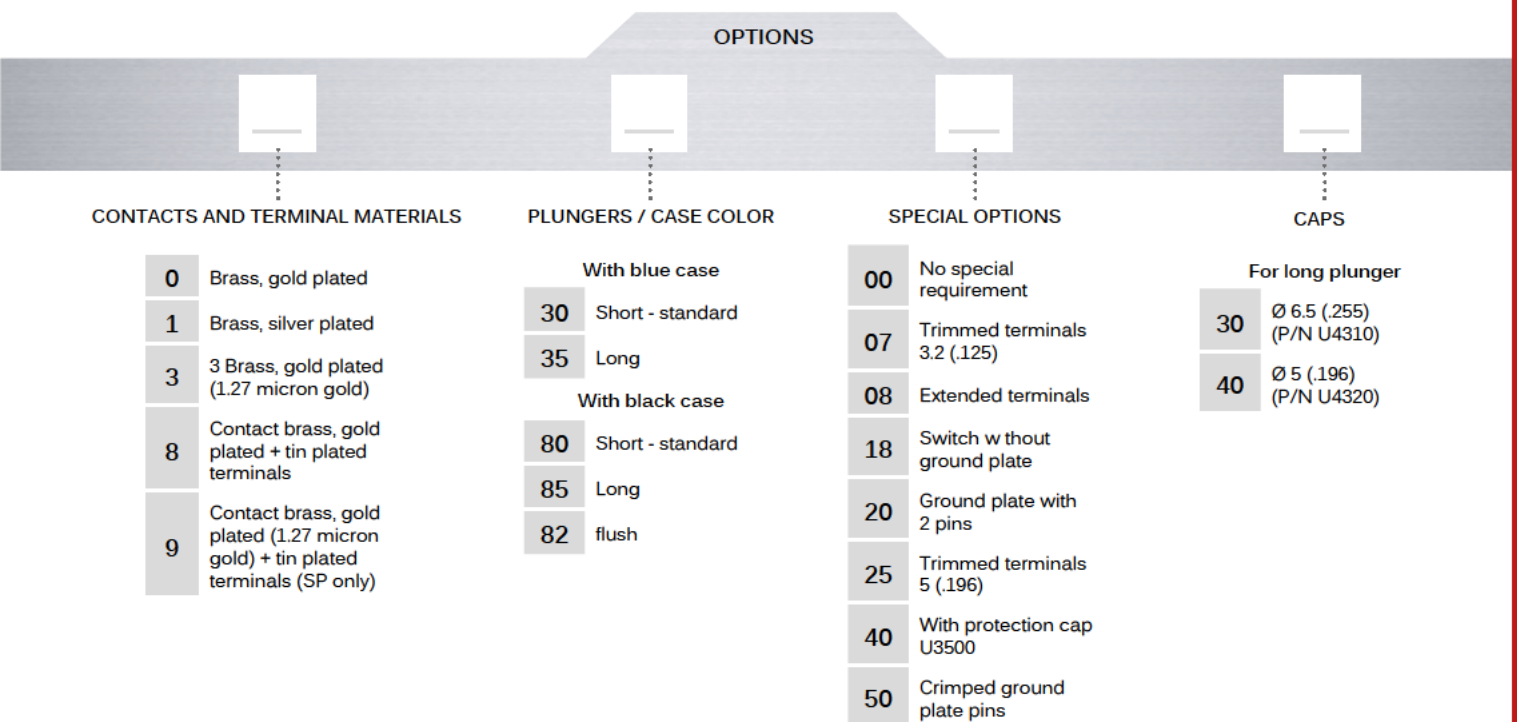 OPTIONS
CONTACTS AND TERMINAL MATERIALS
0 Brass, gold plated
1 Brass, silver plated
3 3 Brass, gold plated
(1.27 micron gold)
8 Contact brass, gold
plated + tin plated
terminals
9 Contact brass, gold
plated (1.27 micron
gold) + tin plated
terminals (SP only)
PLUNGERS / CASE COLOR
With blue case
30 Short - standard
35 Long
With black case
80 Short - standard
85 Long
82 flush
SPECIAL OPTIONS
00 No special
requirement
07 Trimmed terminals
3.2 (.125)
08 Extended terminals
18 Switch w thout
ground plate
20 Ground plate with
2 pins
25 Trimmed terminals
5 (.196)
40 With protection cap
U3500
50 Crimped ground
plate pins
CAPS
For long plunger
30 Ø 6.5 (.255)
(P/N U4310)
40 Ø 5 (.196)
(P/N U4320)